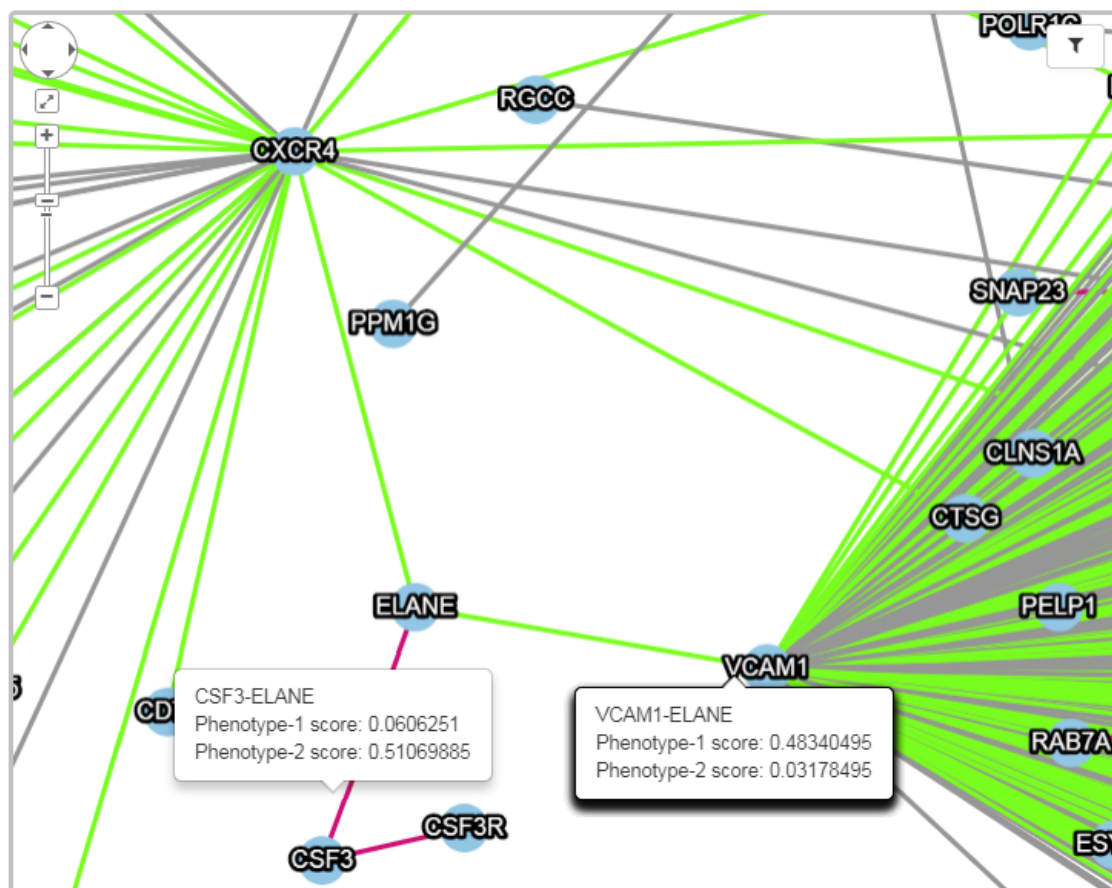 POLR1C
RGCC
CXCR4
SNAP23
PPM1G
CLNS1A
CTSG
ELANE
PELP1
VCAM1
CSF3-ELANE
Phenotype-1 score: 0.0606251
Phenotype-2 score: 0.51069885
VCAM1-ELANE
Phenotype-1 score: 0.48340495
Phenotype-2 score: 0.03178495
RAB7A
CSF3R
CSF3